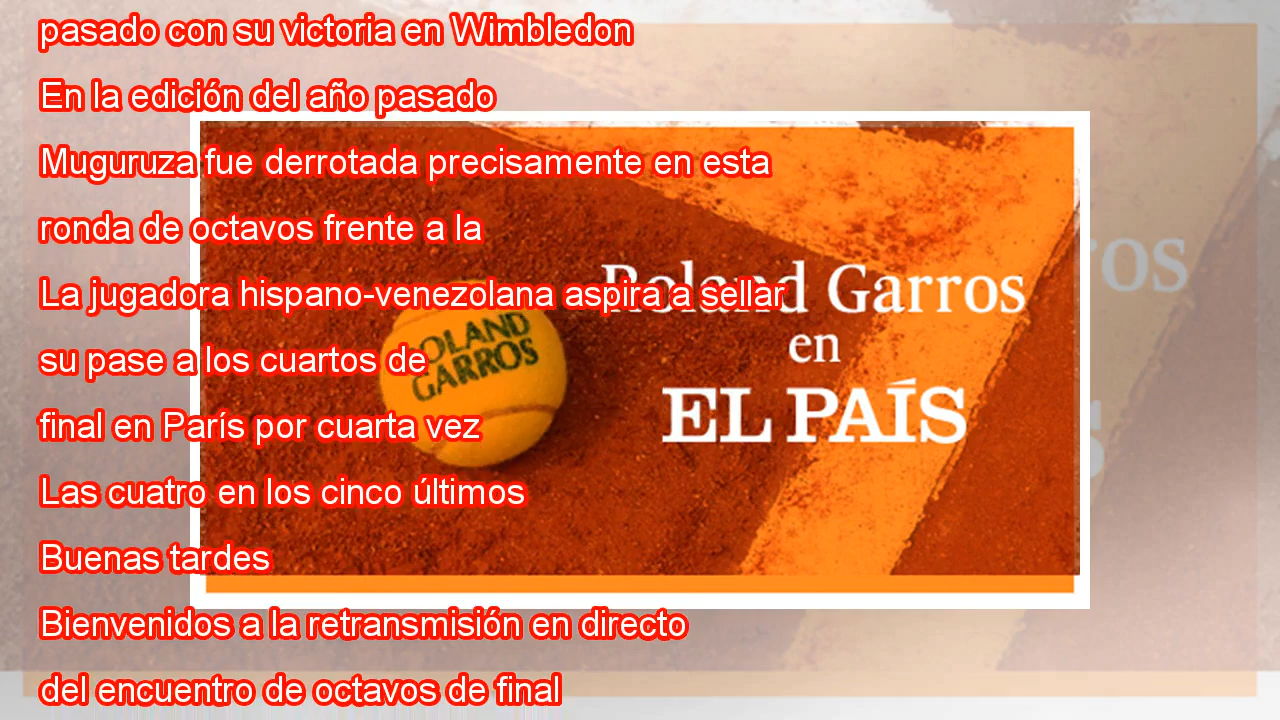 pasado con su victoria en Wimbledon
En la edición del año pasado
Muguruza fue derrotada precisamente en esta
ronda de octavos frente a la
La jugadora hispano-venezolana aspira a sellar
su pase a los cuartos de
final en París por cuarta vez
Las cuatro en los cinco últimos
Buenas tardes
Bienvenidos a la retransmisión en directo
del encuentro de octavos de final
Roland Garros
en
EL PAÍS
ROLAND
GARROS
ros
S